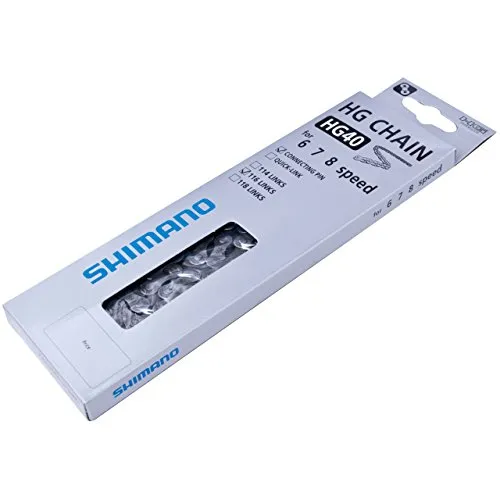 HG CHAIN
HG40
for
6 7 8 speed
☑ CONNECTING PIN
☐ QUICK-LINK
☐ 114 LINKS
☑ 116 LINKS
☐ 118 LINKS
SHIMANO
SHIMANO
for 6 7 8 speed